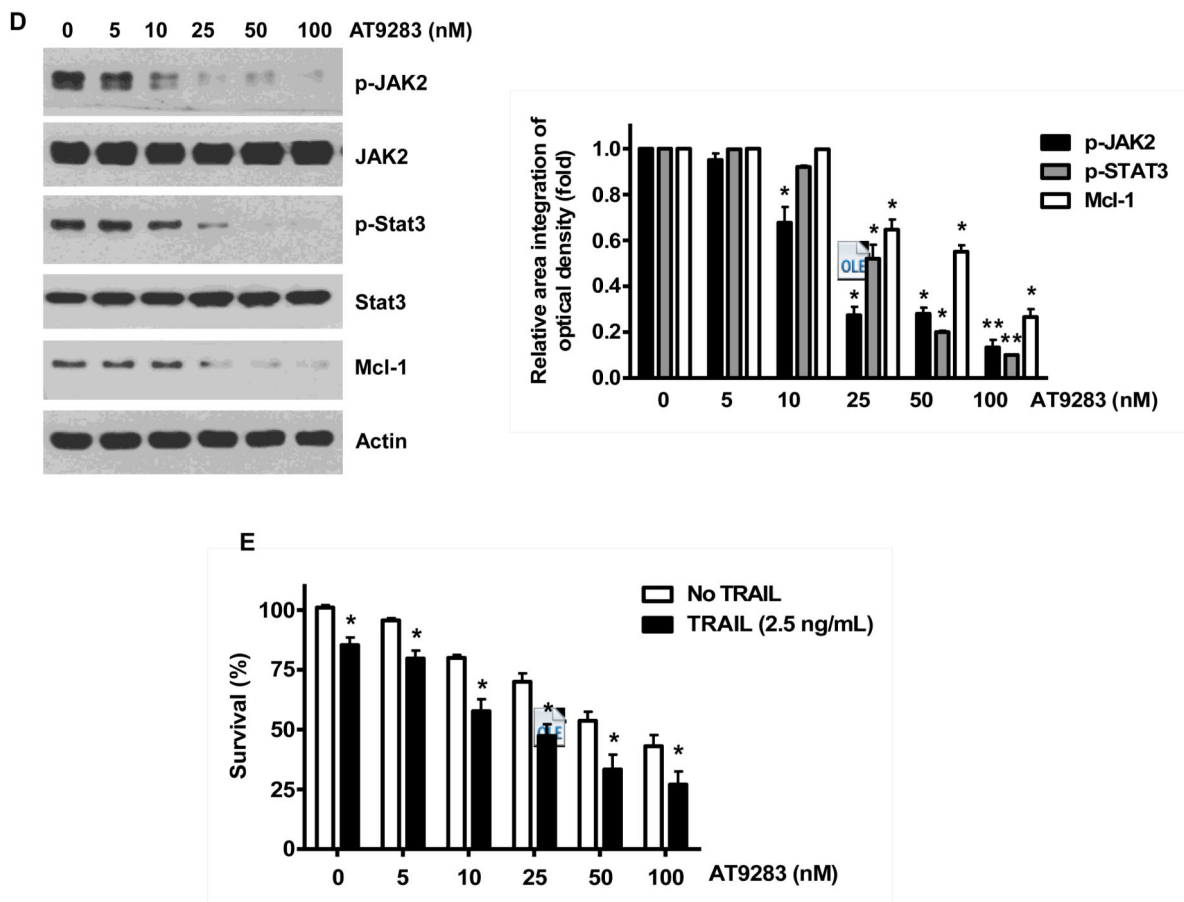 D
0 5 10 25 50 100 AT9283 (nM)
p-JAK2
JAK2
p-Stat3
Stat3
Mcl-1
Actin
Relative area integration of
optical density (fold)
1.0
0.8
0.6
0.4
0.2
0.0
p-JAK2
p-STAT3
Mcl-1
* * * * * * * ** ** *
OLE
0 5 10 25 50 100 AT9283 (nM)
E
Survival (%)
100
75
50
25
0
No TRAIL
TRAIL (2.5 ng/mL)
* * * * * *
OLE
0 5 10 25 50 100 AT9283 (nM)